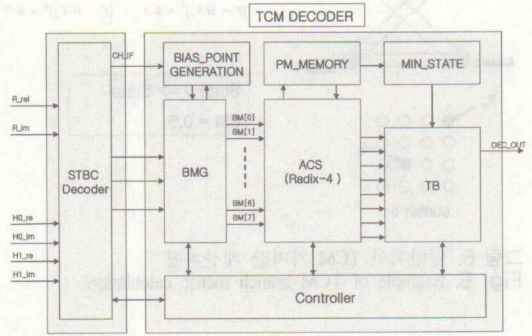 TCM DECODER
CH_IF
BIAS_POINT
GENERATION
PM_MEMORY
MIN_STATE
R_rel
R_im
STBC
Decoder
BM[0]
BM[1]
BMG
ACS
(Radix-4 )
TB
DEC_OUT
BM[6]
BM[7]
H0_re
H0_im
H1_re
H1_im
Controller